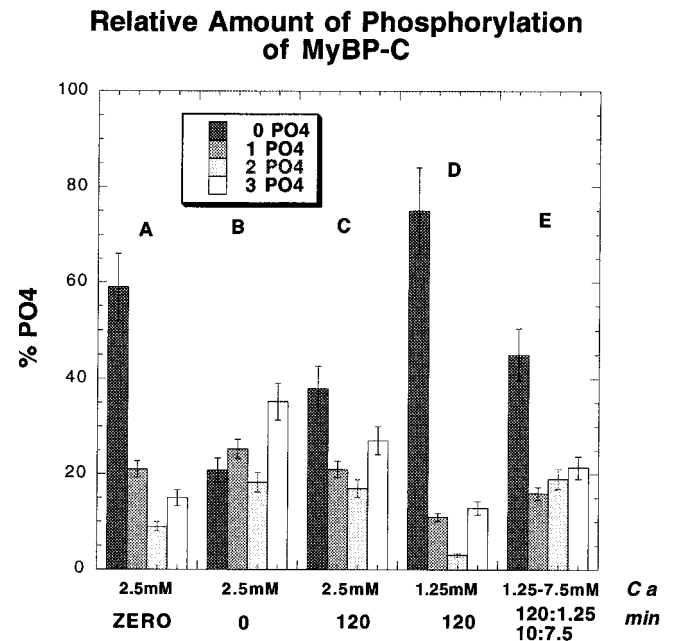 Relative Amount of Phosphorylation
of MyBP-C
100
80
60
40
20
0
% PO4
0 PO4
1 PO4
2 PO4
3 PO4
A
B
C
D
E
2.5mM 2.5mM 2.5mM 1.25mM 1.25-7.5mM Ca
ZERO 0 120 120 120:1.25 min
10:7.5